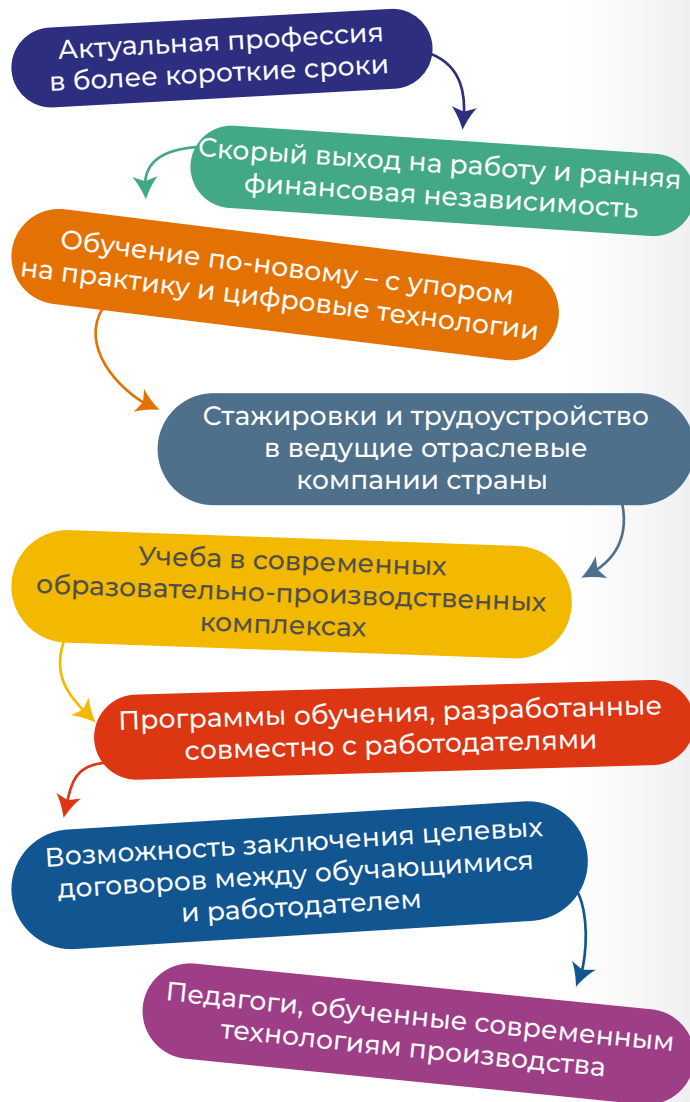 Актуальная профессия
в более короткие сроки
Скорый выход на работу и ранняя
финансовая независимость
Обучение по-новому – с упором
на практику и цифровые технологии
Стажировки и трудоустройство
в ведущие отраслевые
компании страны
Учеба в современных
образовательно-производственных
комплексах
Программы обучения, разработанные
совместно с работодателями
Возможность заключения целевых
договоров между обучающимися
и работодателем
Педагоги, обученные современным
технологиям производства